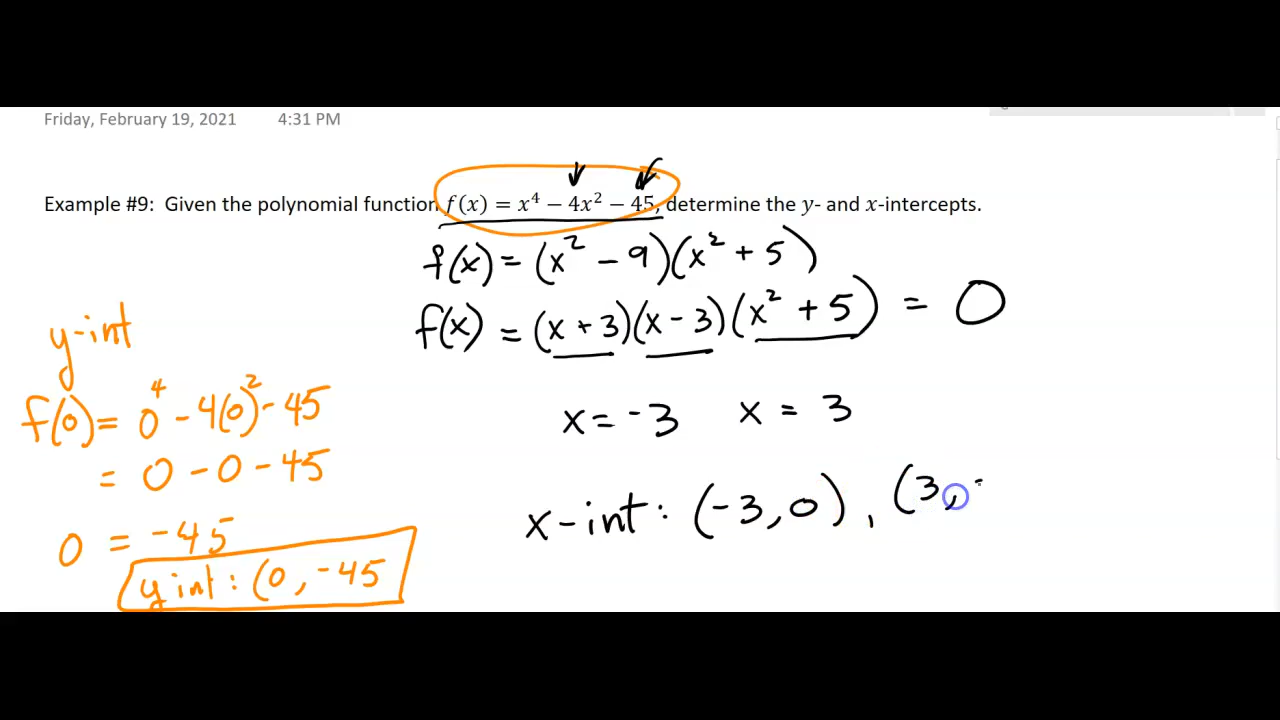 Friday, February 19, 2021 4:31 PM
Example #9: Given the polynomial function f(x) = x⁴ − 4x² − 45, determine the y- and x-intercepts.
f(x) = (x² − 9)(x² + 5)
f(x) = (x + 3)(x − 3)(x² + 5) = 0
x = -3 x = 3
x-int: (-3, 0), (3,
y-int
f(0) = 0⁴ - 4(0)² - 45
= 0 - 0 - 45
0 = -45
y int: (0, -45